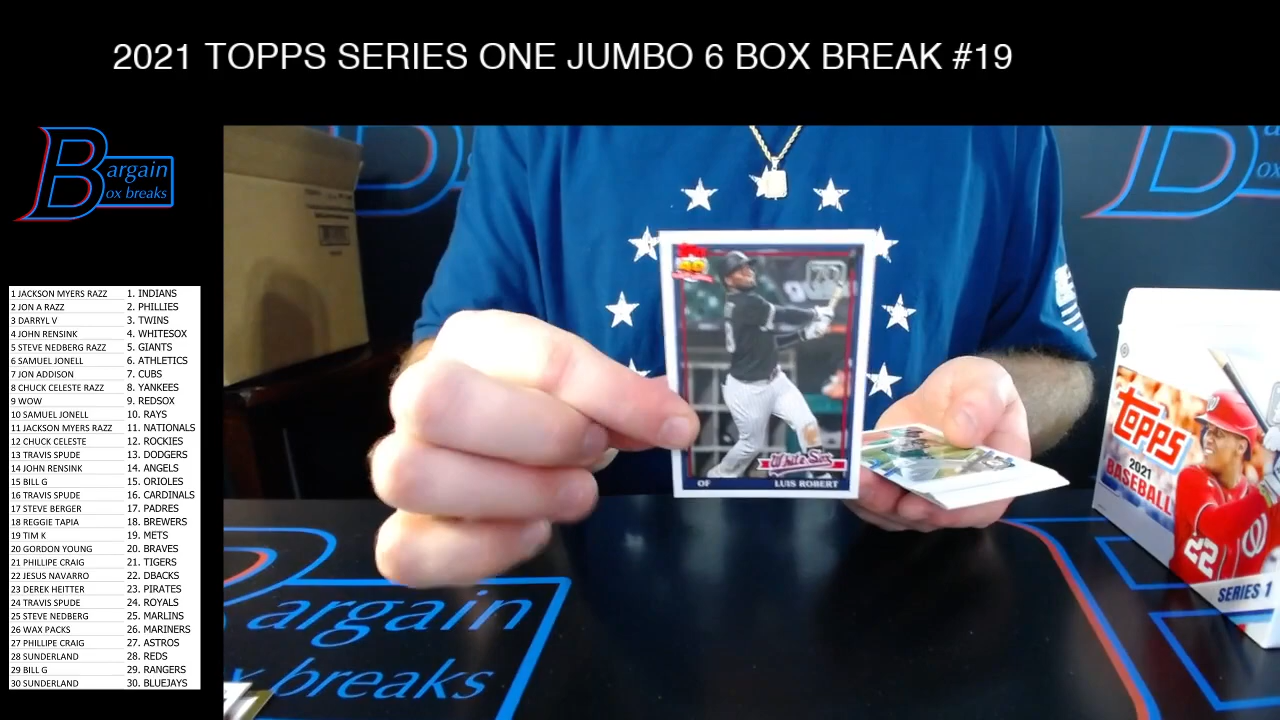 2021 TOPPS SERIES ONE JUMBO 6 BOX BREAK #19
Bargain
ox breaks
1 JACKSON MYERS RAZZ 1. INDIANS
2 JON A RAZZ 2. PHILLIES
3 DARRYL V 3. TWINS
4 JOHN RENSINK 4. WHITESOX
5 STEVE NEDBERG RAZZ 5. GIANTS
6 SAMUEL JONELL 6. ATHLETICS
7 JON ADDISON 7. CUBS
8 CHUCK CELESTE RAZZ 8. YANKEES
9 WOW 9. REDSOX
10 SAMUEL JONELL 10. RAYS
11 JACKSON MYERS RAZZ 11. NATIONALS
12 CHUCK CELESTE 12. ROCKIES
13 TRAVIS SPUDE 13. DODGERS
14 JOHN RENSINK 14. ANGELS
15 BILL G 15. ORIOLES
16 TRAVIS SPUDE 16. CARDINALS
17 STEVE BERGER 17. PADRES
18 REGGIE TAPIA 18. BREWERS
19 TIM K 19. METS
20 GORDON YOUNG 20. BRAVES
21 PHILLIPE CRAIG 21. TIGERS
22 JESUS NAVARRO 22. DBACKS
23 DEREK HEITTER 23. PIRATES
24 TRAVIS SPUDE 24. ROYALS
25 STEVE NEDBERG 25. MARLINS
26 WAX PACKS 26. MARINERS
27 PHILLIPE CRAIG 27. ASTROS
28 SUNDERLAND 28. REDS
29 BILL G 29. RANGERS
30 SUNDERLAND 30. BLUEJAYS
70
White Sox
OF LUIS ROBERT
TOPPS
2021
BASEBALL
22
SERIES 1
argain
x breaks